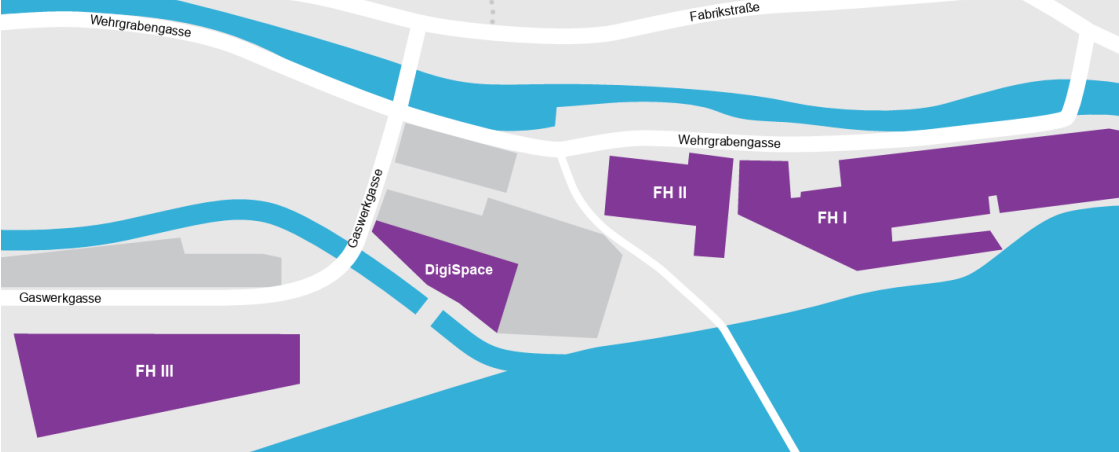 Fabrikstraße
Wehrgrabengasse
Wehrgrabengasse
FH II
FH I
Gaswerkgasse
DigiSpace
Gaswerkgasse
FH III